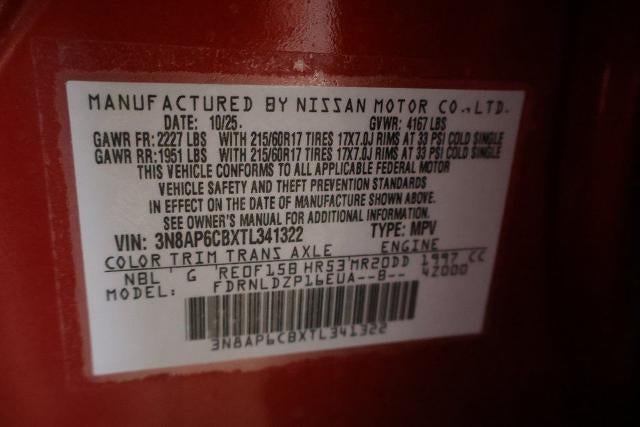 MANUFACTURED BY NISSAN MOTOR CO.,LTD.
DATE: 10/25. GVWR: 4167 LBS
GAWR FR: 2227 LBS WITH 215/60R17 TIRES 17X7.0J RIMS AT 33 PSI COLD SINGLE
GAWR RR: 1951 LBS WITH 215/60R17 TIRES 17X7.0J RIMS AT 33 PSI COLD SINGLE
THIS VEHICLE CONFORMS TO ALL APPLICABLE FEDERAL MOTOR
VEHICLE SAFETY AND THEFT PREVENTION STANDARDS
IN EFFECT ON THE DATE OF MANUFACTURE SHOWN ABOVE.
SEE OWNER'S MANUAL FOR ADDITIONAL INFORMATION.
VIN: 3N8AP6CBXTL341322 TYPE: MPV
COLOR TRIM TRANS AXLE ENGINE
NBL G RE0F15B HR53 MR20DD 1997 CC
MODEL: FDRNLDZP16EUA--B-- 4Z000
3N8AP6CBXTL341322